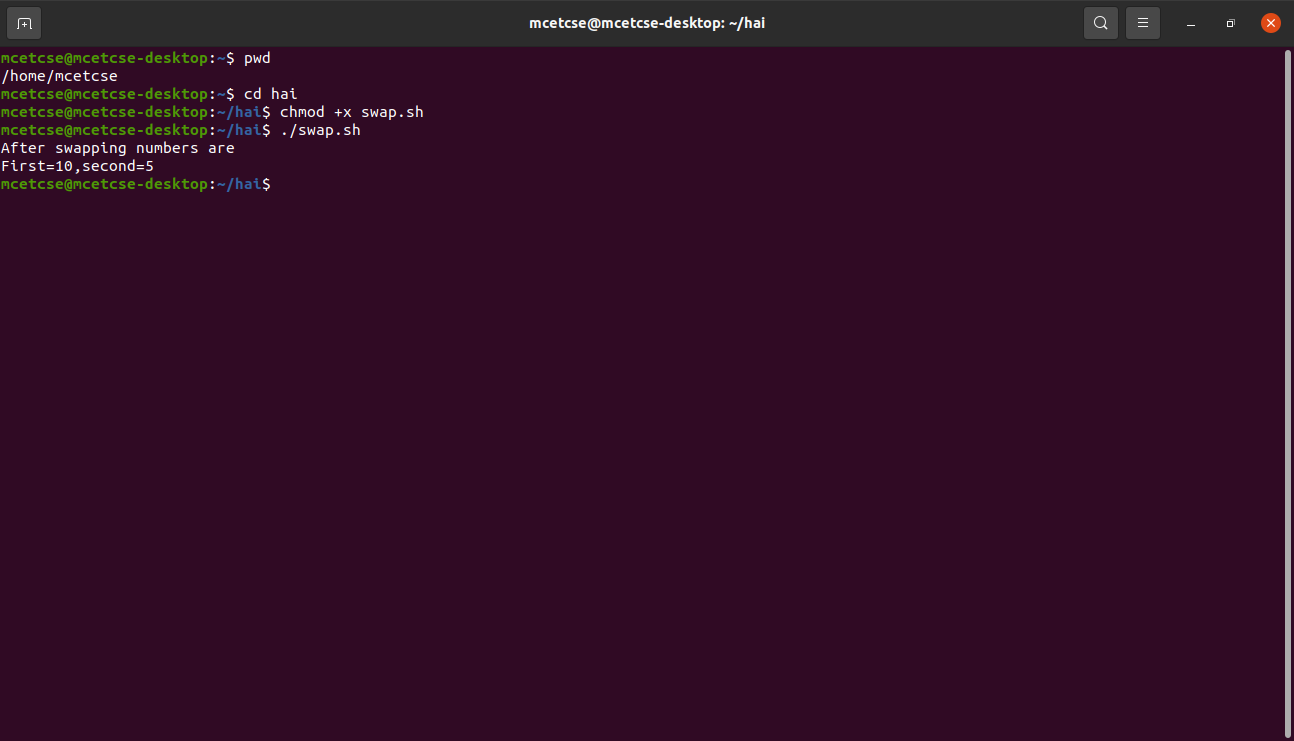 mcetcse@mcetcse-desktop: ~/hai
mcetcse@mcetcse-desktop:~$ pwd
/home/mcetcse
mcetcse@mcetcse-desktop:~$ cd hai
mcetcse@mcetcse-desktop:~/hai$ chmod +x swap.sh
mcetcse@mcetcse-desktop:~/hai$ ./swap.sh
After swapping numbers are
First=10,second=5
mcetcse@mcetcse-desktop:~/hai$